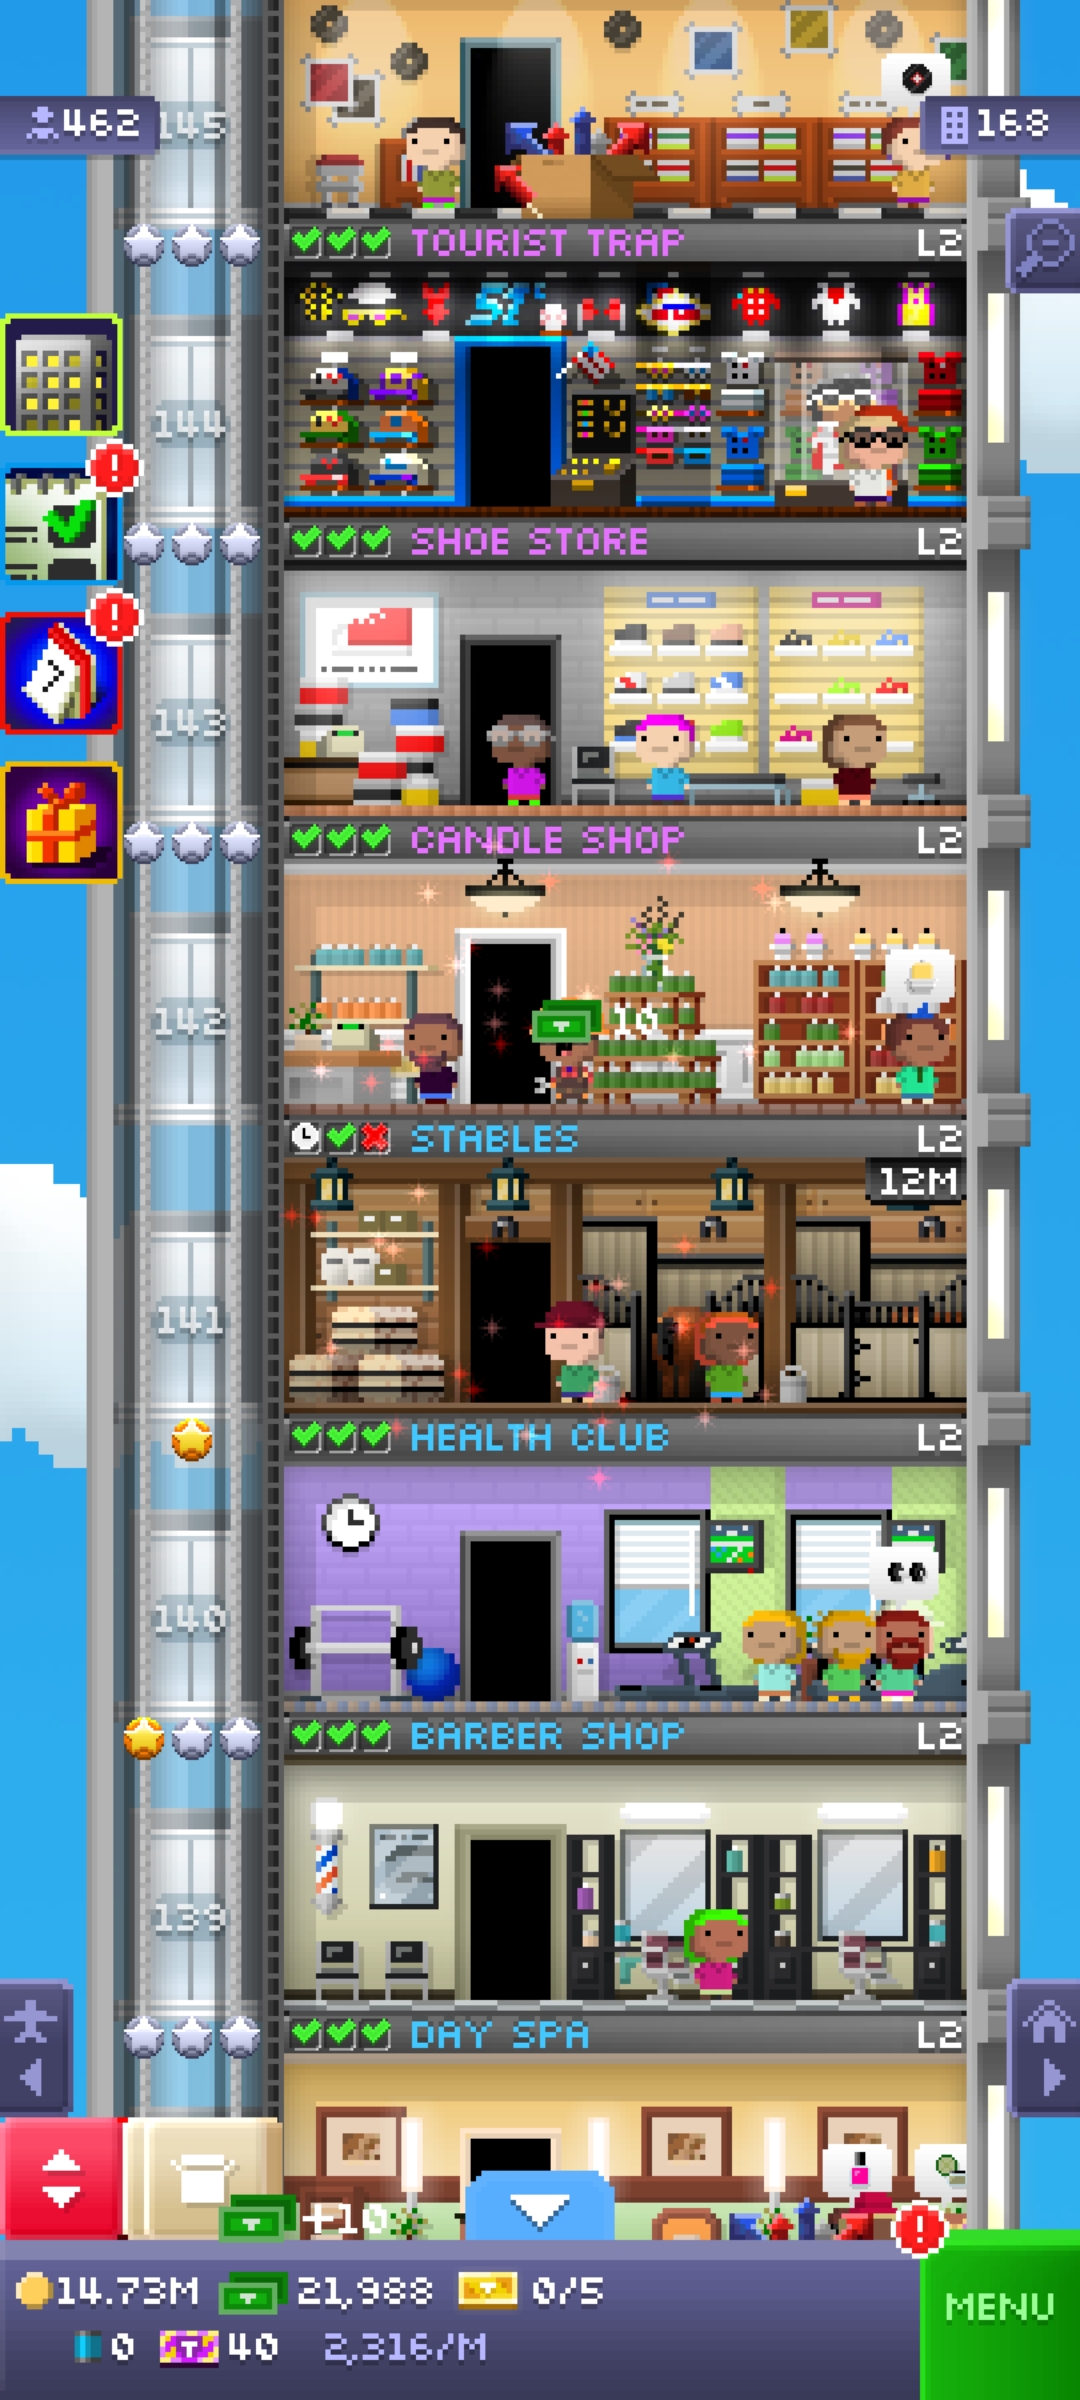 462
145
168
TOURIST TRAP L2
144
SHOE STORE L2
143
CANDLE SHOP L2
142
10
STABLES L2
12M
141
HEALTH CLUB L2
140
BARBER SHOP L2
139
DAY SPA L2
+10
14.73M 21,988 0/5
MENU
0 40 2,316/M